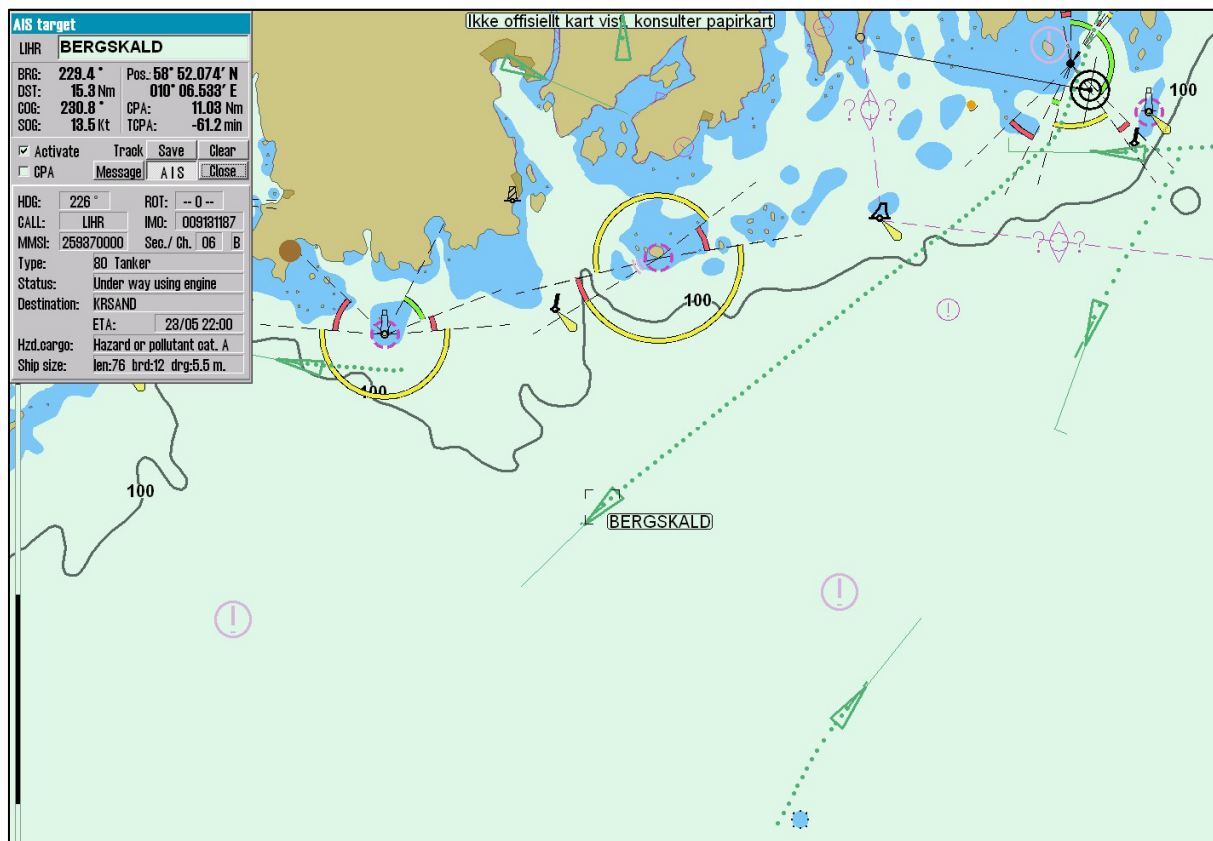 AIS target
Ikke offisiellt kart vist, konsulter papirkart
LIHR BERGSKALD
BRG: 229.4 ° Pos.: 58° 52.074' N
DST: 15.3 Nm 010° 06.533' E
COG: 230.8 ° CPA: 11.03 Nm
SOG: 13.5 Kt TCPA: -61.2 min
Activate Track Save Clear
CPA Message AIS Close
HDG: 226 ° ROT: -- 0 --
CALL: LIHR IMO: 009131187
MMSI: 259370000 Sec./ Ch. 06 B
Type: 80 Tanker
Status: Under way using engine
Destination: KRSAND
ETA: 23/05 22:00
Hzd.cargo: Hazard or pollutant cat. A
Ship size: len:76 brd:12 drg:5.5 m.
100
? ?
? ?
100
100
100
BERGSKALD